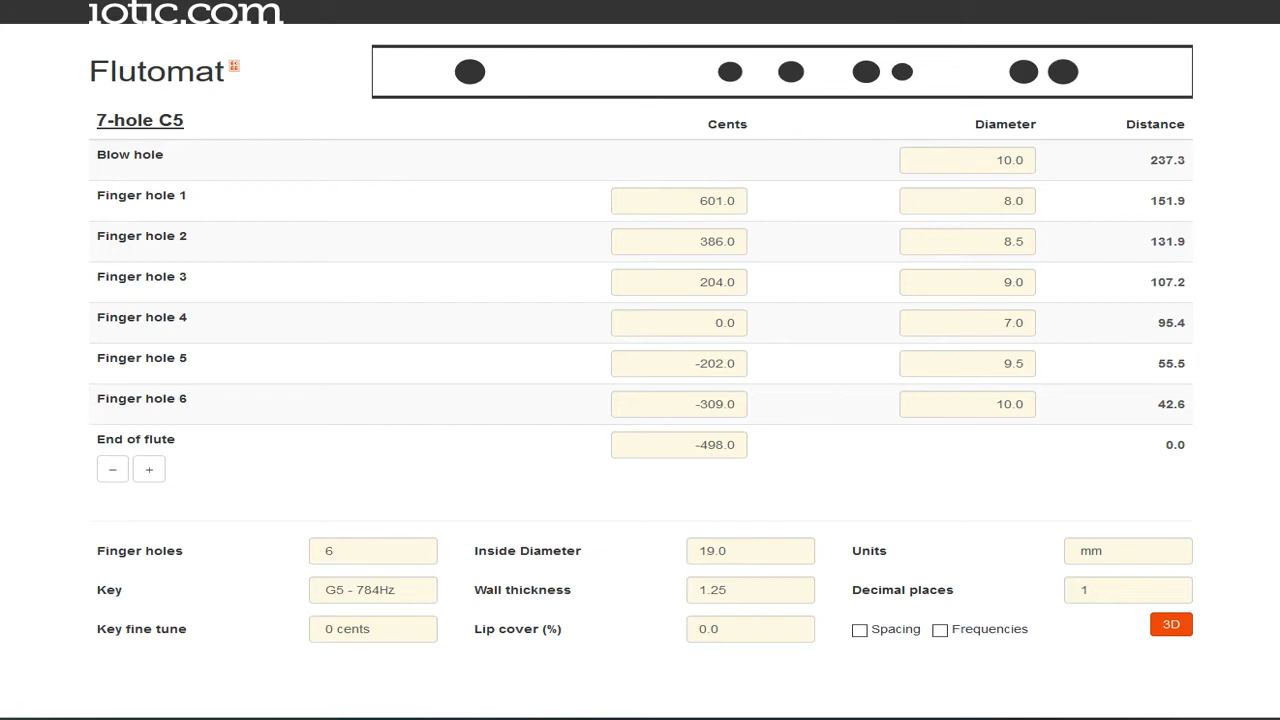 iotic.com
Flutomat
7-hole C5
Cents Diameter Distance
Blow hole 10.0 237.3
Finger hole 1 601.0 8.0 151.9
Finger hole 2 386.0 8.5 131.9
Finger hole 3 204.0 9.0 107.2
Finger hole 4 0.0 7.0 95.4
Finger hole 5 -202.0 9.5 55.5
Finger hole 6 -309.0 10.0 42.6
End of flute -498.0 0.0
− +
Finger holes 6 Inside Diameter 19.0 Units mm
Key G5 - 784Hz Wall thickness 1.25 Decimal places 1
Key fine tune 0 cents Lip cover (%) 0.0 Spacing Frequencies 3D